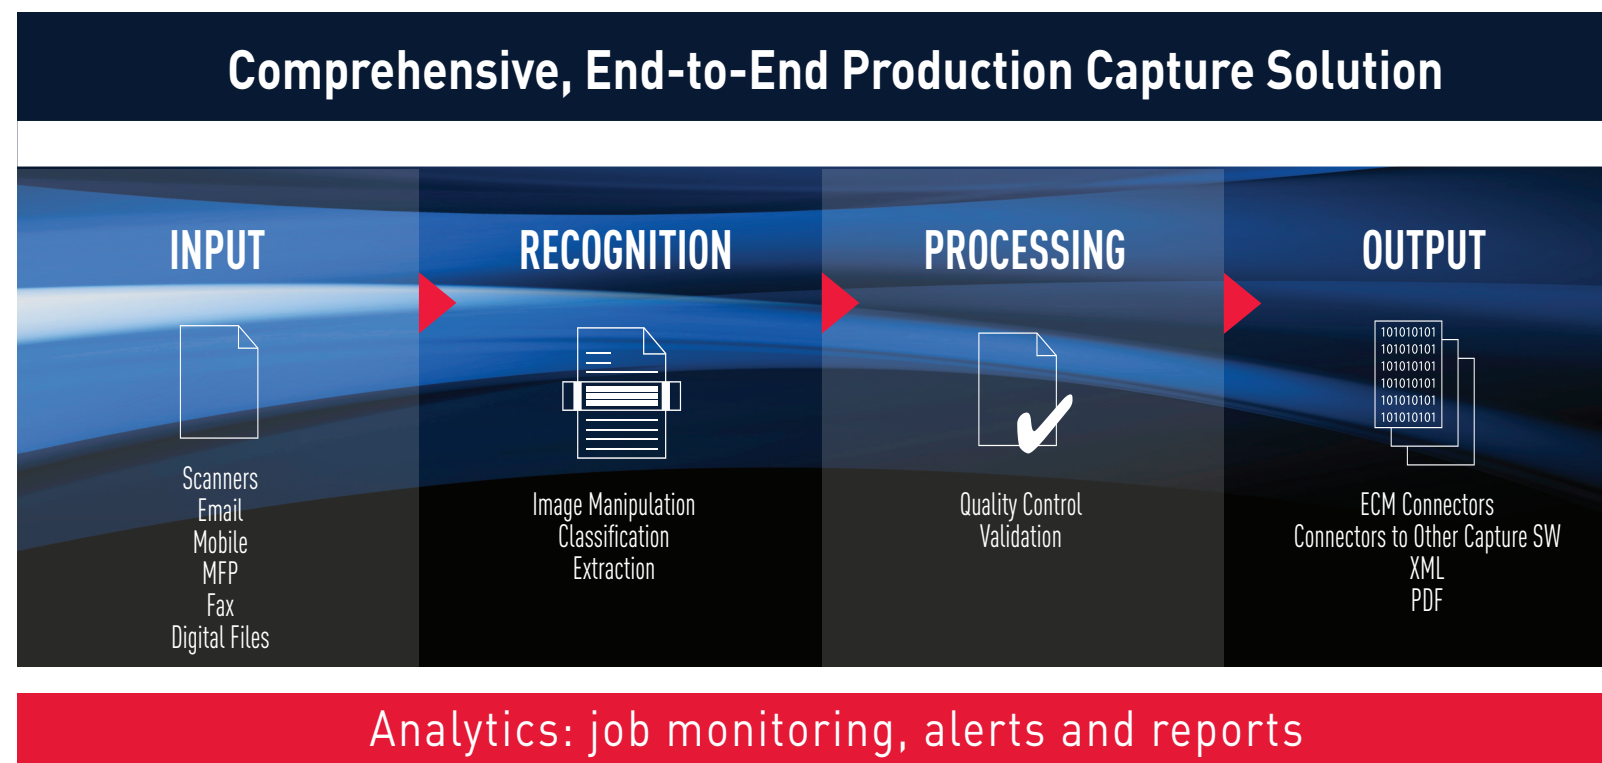 Comprehensive, End-to-End Production Capture Solution
INPUT
Scanners
Email
Mobile
MFP
Fax
Digital Files
RECOGNITION
Image Manipulation
Classification
Extraction
PROCESSING
Quality Control
Validation
OUTPUT
101010101
101010101
101010101
101010101
101010101
101010101
ECM Connectors
Connectors to Other Capture SW
XML
PDF
Analytics: job monitoring, alerts and reports